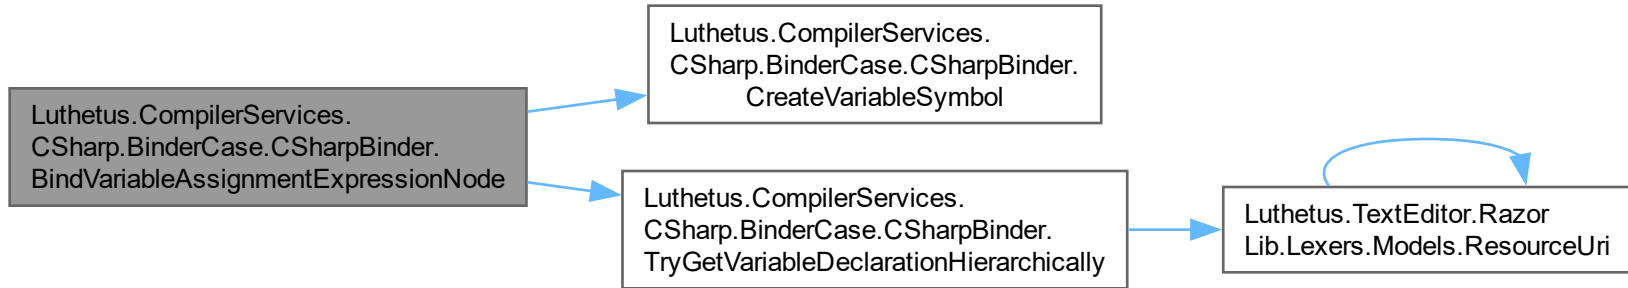 Luthetus.CompilerServices.
CSharp.BinderCase.CSharpBinder.
BindVariableAssignmentExpressionNode
Luthetus.CompilerServices.
CSharp.BinderCase.CSharpBinder.
CreateVariableSymbol
Luthetus.CompilerServices.
CSharp.BinderCase.CSharpBinder.
TryGetVariableDeclarationHierarchically
Luthetus.TextEditor.Razor
Lib.Lexers.Models.ResourceUri